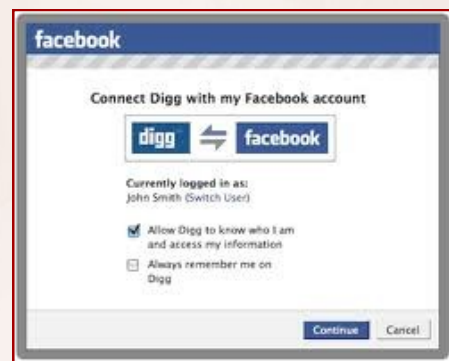 facebook
Connect Digg with my Facebook account
digg facebook
Currently logged in as:
John Smith (Switch User)
Allow Digg to know who I am
and access my information
Always remember me on
Digg
Continue Cancel